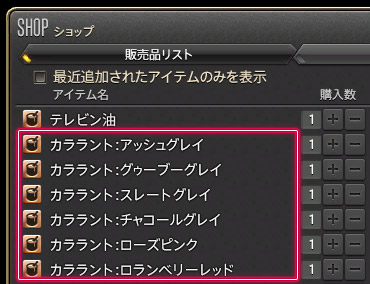 SHOP ショップ
販売品リスト
最近追加されたアイテムのみを表示
アイテム名 購入数
テレビン油 1 + −
カララント:アッシュグレイ 1 + −
カララント:グゥーブーグレイ 1 + −
カララント:スレートグレイ 1 + −
カララント:チャコールグレイ 1 + −
カララント:ローズピンク 1 + −
カララント:ロランベリーレッド 1 + −